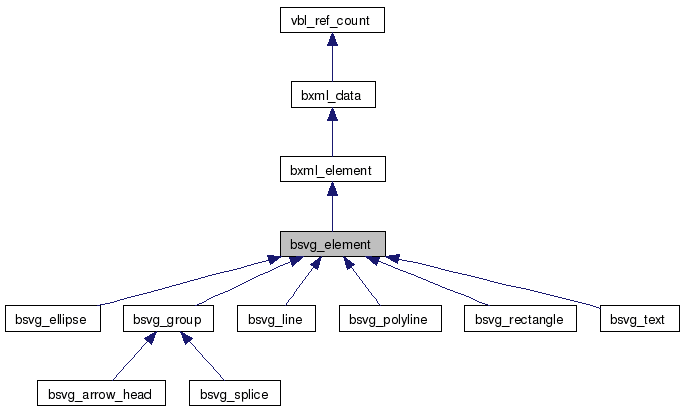 vbl_ref_count
bxml_data
bxml_element
bsvg_element
bsvg_ellipse
bsvg_group
bsvg_line
bsvg_polyline
bsvg_rectangle
bsvg_text
bsvg_arrow_head
bsvg_splice